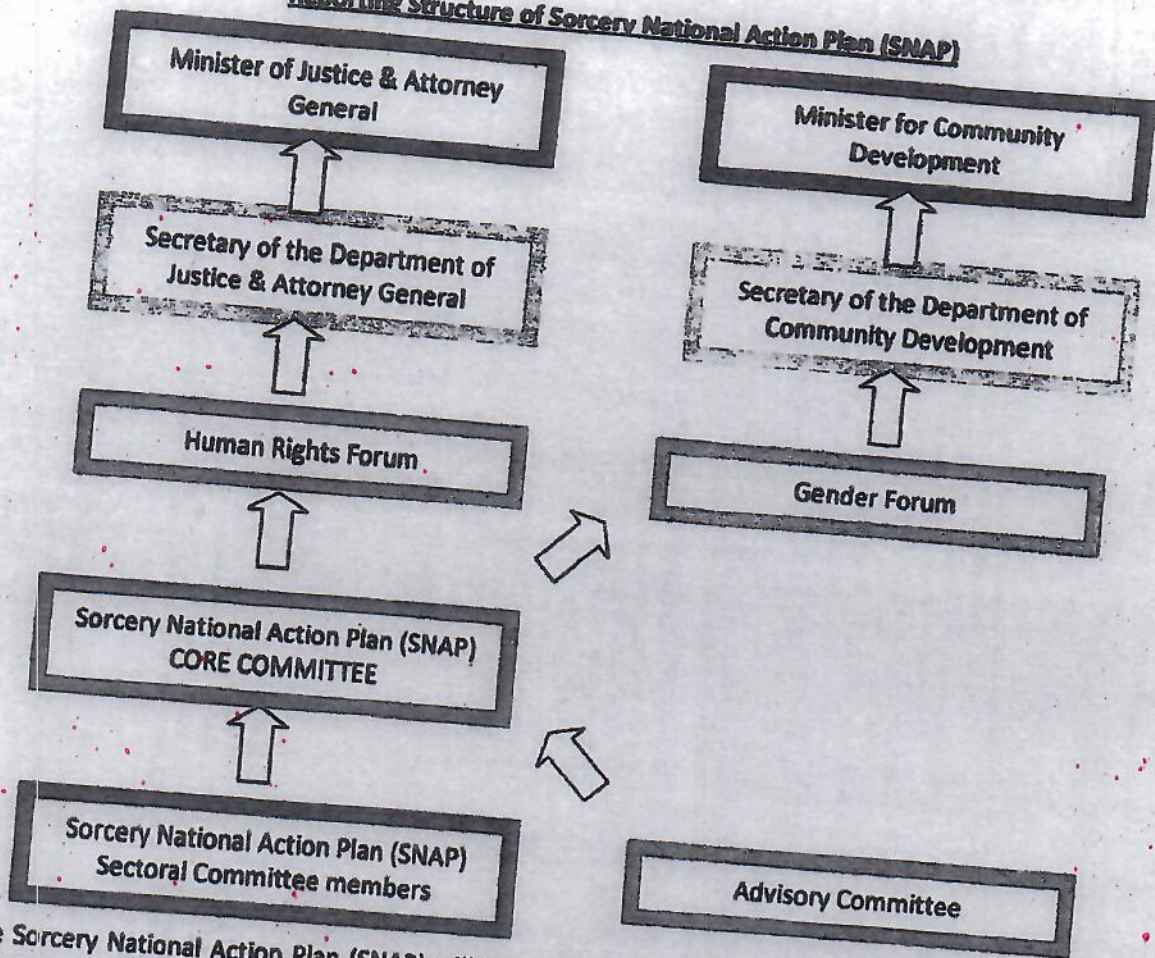 Reporting Structure of Sorcery National Action Plan (SNAP)
Minister of Justice & Attorney
General
Minister for Community
Development
Secretary of the Department of
Justice & Attorney General
Secretary of the Department of
Community Development
Human Rights Forum
Gender Forum
Sorcery National Action Plan (SNAP)
CORE COMMITTEE
Sorcery National Action Plan (SNAP)
Sectoral Committee members
Advisory Committee
Sorcery National Action Plan (SNAP)